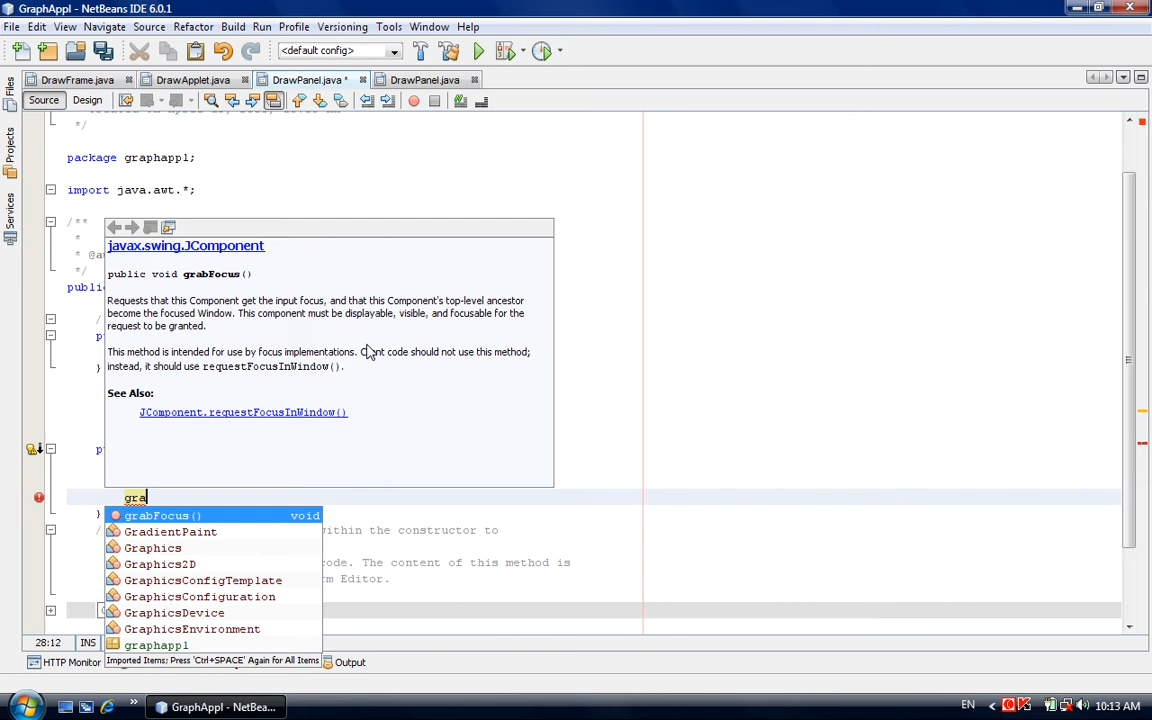 GraphAppl - NetBeans IDE 6.0.1
File Edit View Navigate Source Refactor Build Run Profile Versioning Tools Window Help
<default config>
DrawFrame.java DrawApplet.java DrawPanel.java * DrawPanel.java
Source Design
Files
Projects
Services
*/
package graphappl;
import java.awt.*;
/**
*
* @au
*/
publ
/
p
}
p
javax.swing.JComponent
public void grabFocus()
Requests that this Component get the input focus, and that this Component's top-level ancestor
become the focused Window. This component must be displayable, visible, and focusable for the
request to be granted.
This method is intended for use by focus implementations. Client code should not use this method;
instead, it should use requestFocusInWindow().
See Also:
JComponent.requestFocusInWindow()
gra
}
grabFocus() void
GradientPaint
Graphics
Graphics2D
GraphicsConfigTemplate
GraphicsConfiguration
GraphicsDevice
GraphicsEnvironment
graphappl
Imported Items; Press 'Ctrl+SPACE' Again for All Items
/
within the constructor to
code. The content of this method is
rm Editor.
28:12 INS
HTTP Monitor Output
GraphAppl - NetBea...
EN 10:13 AM